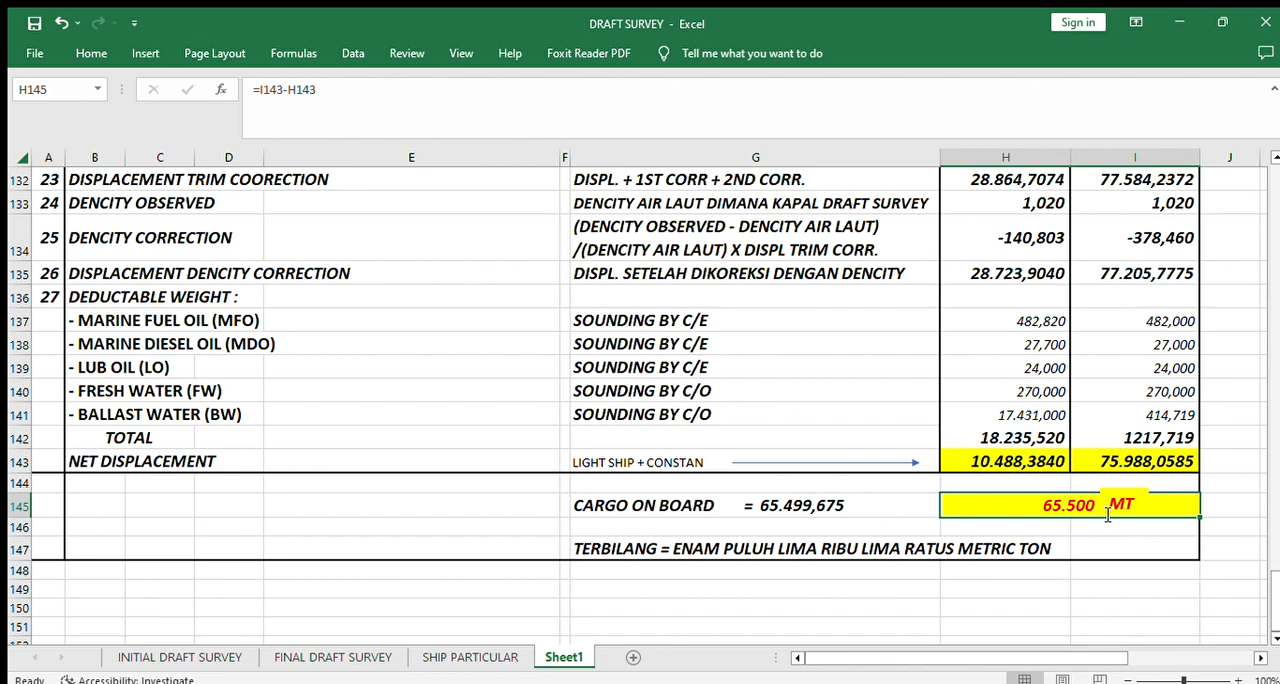 DRAFT SURVEY - Excel
Sign in
File Home Insert Page Layout Formulas Data Review View Help Foxit Reader PDF Tell me what you want to do
H145 fx =I143-H143
A B C D E F G H I J
132 23 DISPLACEMENT TRIM COORECTION DISPL. + 1ST CORR + 2ND CORR. 28.864,7074 77.584,2372
133 24 DENCITY OBSERVED DENCITY AIR LAUT DIMANA KAPAL DRAFT SURVEY 1,020 1,020
(DENCITY OBSERVED - DENCITY AIR LAUT)
134 25 DENCITY CORRECTION /(DENCITY AIR LAUT) X DISPL TRIM CORR. -140,803 -378,460
135 26 DISPLACEMENT DENCITY CORRECTION DISPL. SETELAH DIKOREKSI DENGAN DENCITY 28.723,9040 77.205,7775
136 27 DEDUCTABLE WEIGHT :
137 - MARINE FUEL OIL (MFO) SOUNDING BY C/E 482,820 482,000
138 - MARINE DIESEL OIL (MDO) SOUNDING BY C/E 27,700 27,000
139 - LUB OIL (LO) SOUNDING BY C/E 24,000 24,000
140 - FRESH WATER (FW) SOUNDING BY C/O 270,000 270,000
141 - BALLAST WATER (BW) SOUNDING BY C/O 17.431,000 414,719
142 TOTAL 18.235,520 1217,719
143 NET DISPLACEMENT LIGHT SHIP + CONSTAN 10.488,3840 75.988,0585
144
145 CARGO ON BOARD = 65.499,675 65.500 MT
146
147 TERBILANG = ENAM PULUH LIMA RIBU LIMA RATUS METRIC TON
148
149
150
151
INITIAL DRAFT SURVEY FINAL DRAFT SURVEY SHIP PARTICULAR Sheet1
Ready Accessibility: Investigate 100%